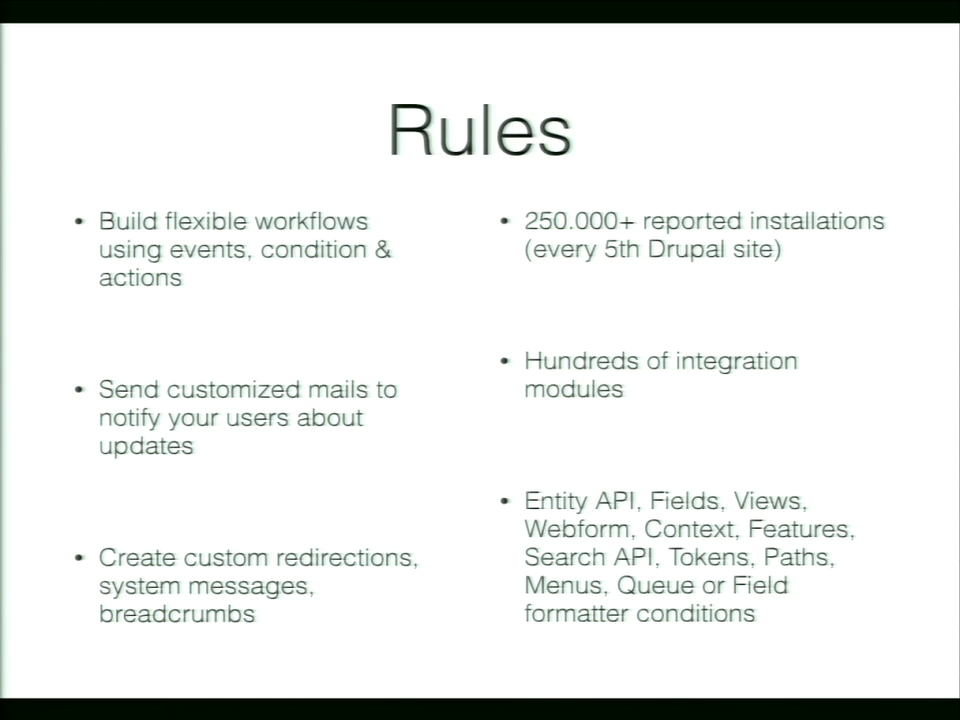 Rules
• Build flexible workflows
using events, condition &
actions
• Send customized mails to
notify your users about
updates
• Create custom redirections,
system messages,
breadcrumbs
• 250.000+ reported installations
(every 5th Drupal site)
• Hundreds of integration
modules
• Entity API, Fields, Views,
Webform, Context, Features,
Search API, Tokens, Paths,
Menus, Queue or Field
formatter conditions